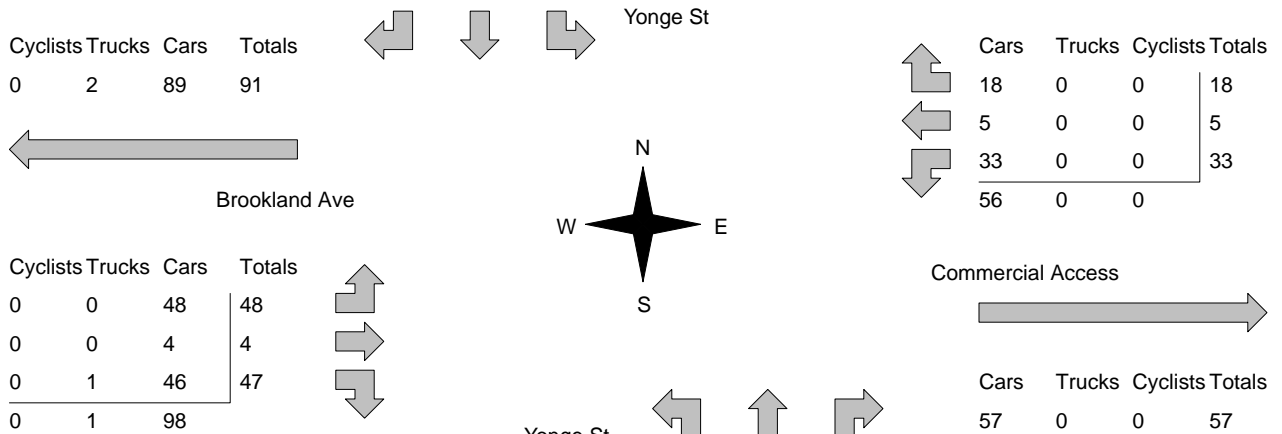 Yonge St
Cyclists Trucks Cars Totals
0 2 89 91
Cars Trucks Cyclists Totals
18 0 0 18
5 0 0 5
33 0 0 33
56 0 0
N
W E
S
Brookland Ave
Cyclists Trucks Cars Totals
0 0 48 48
0 0 4 4
0 1 46 47
0 1 98
Commercial Access
Cars Trucks Cyclists Totals
57 0 0 57
Yonge St